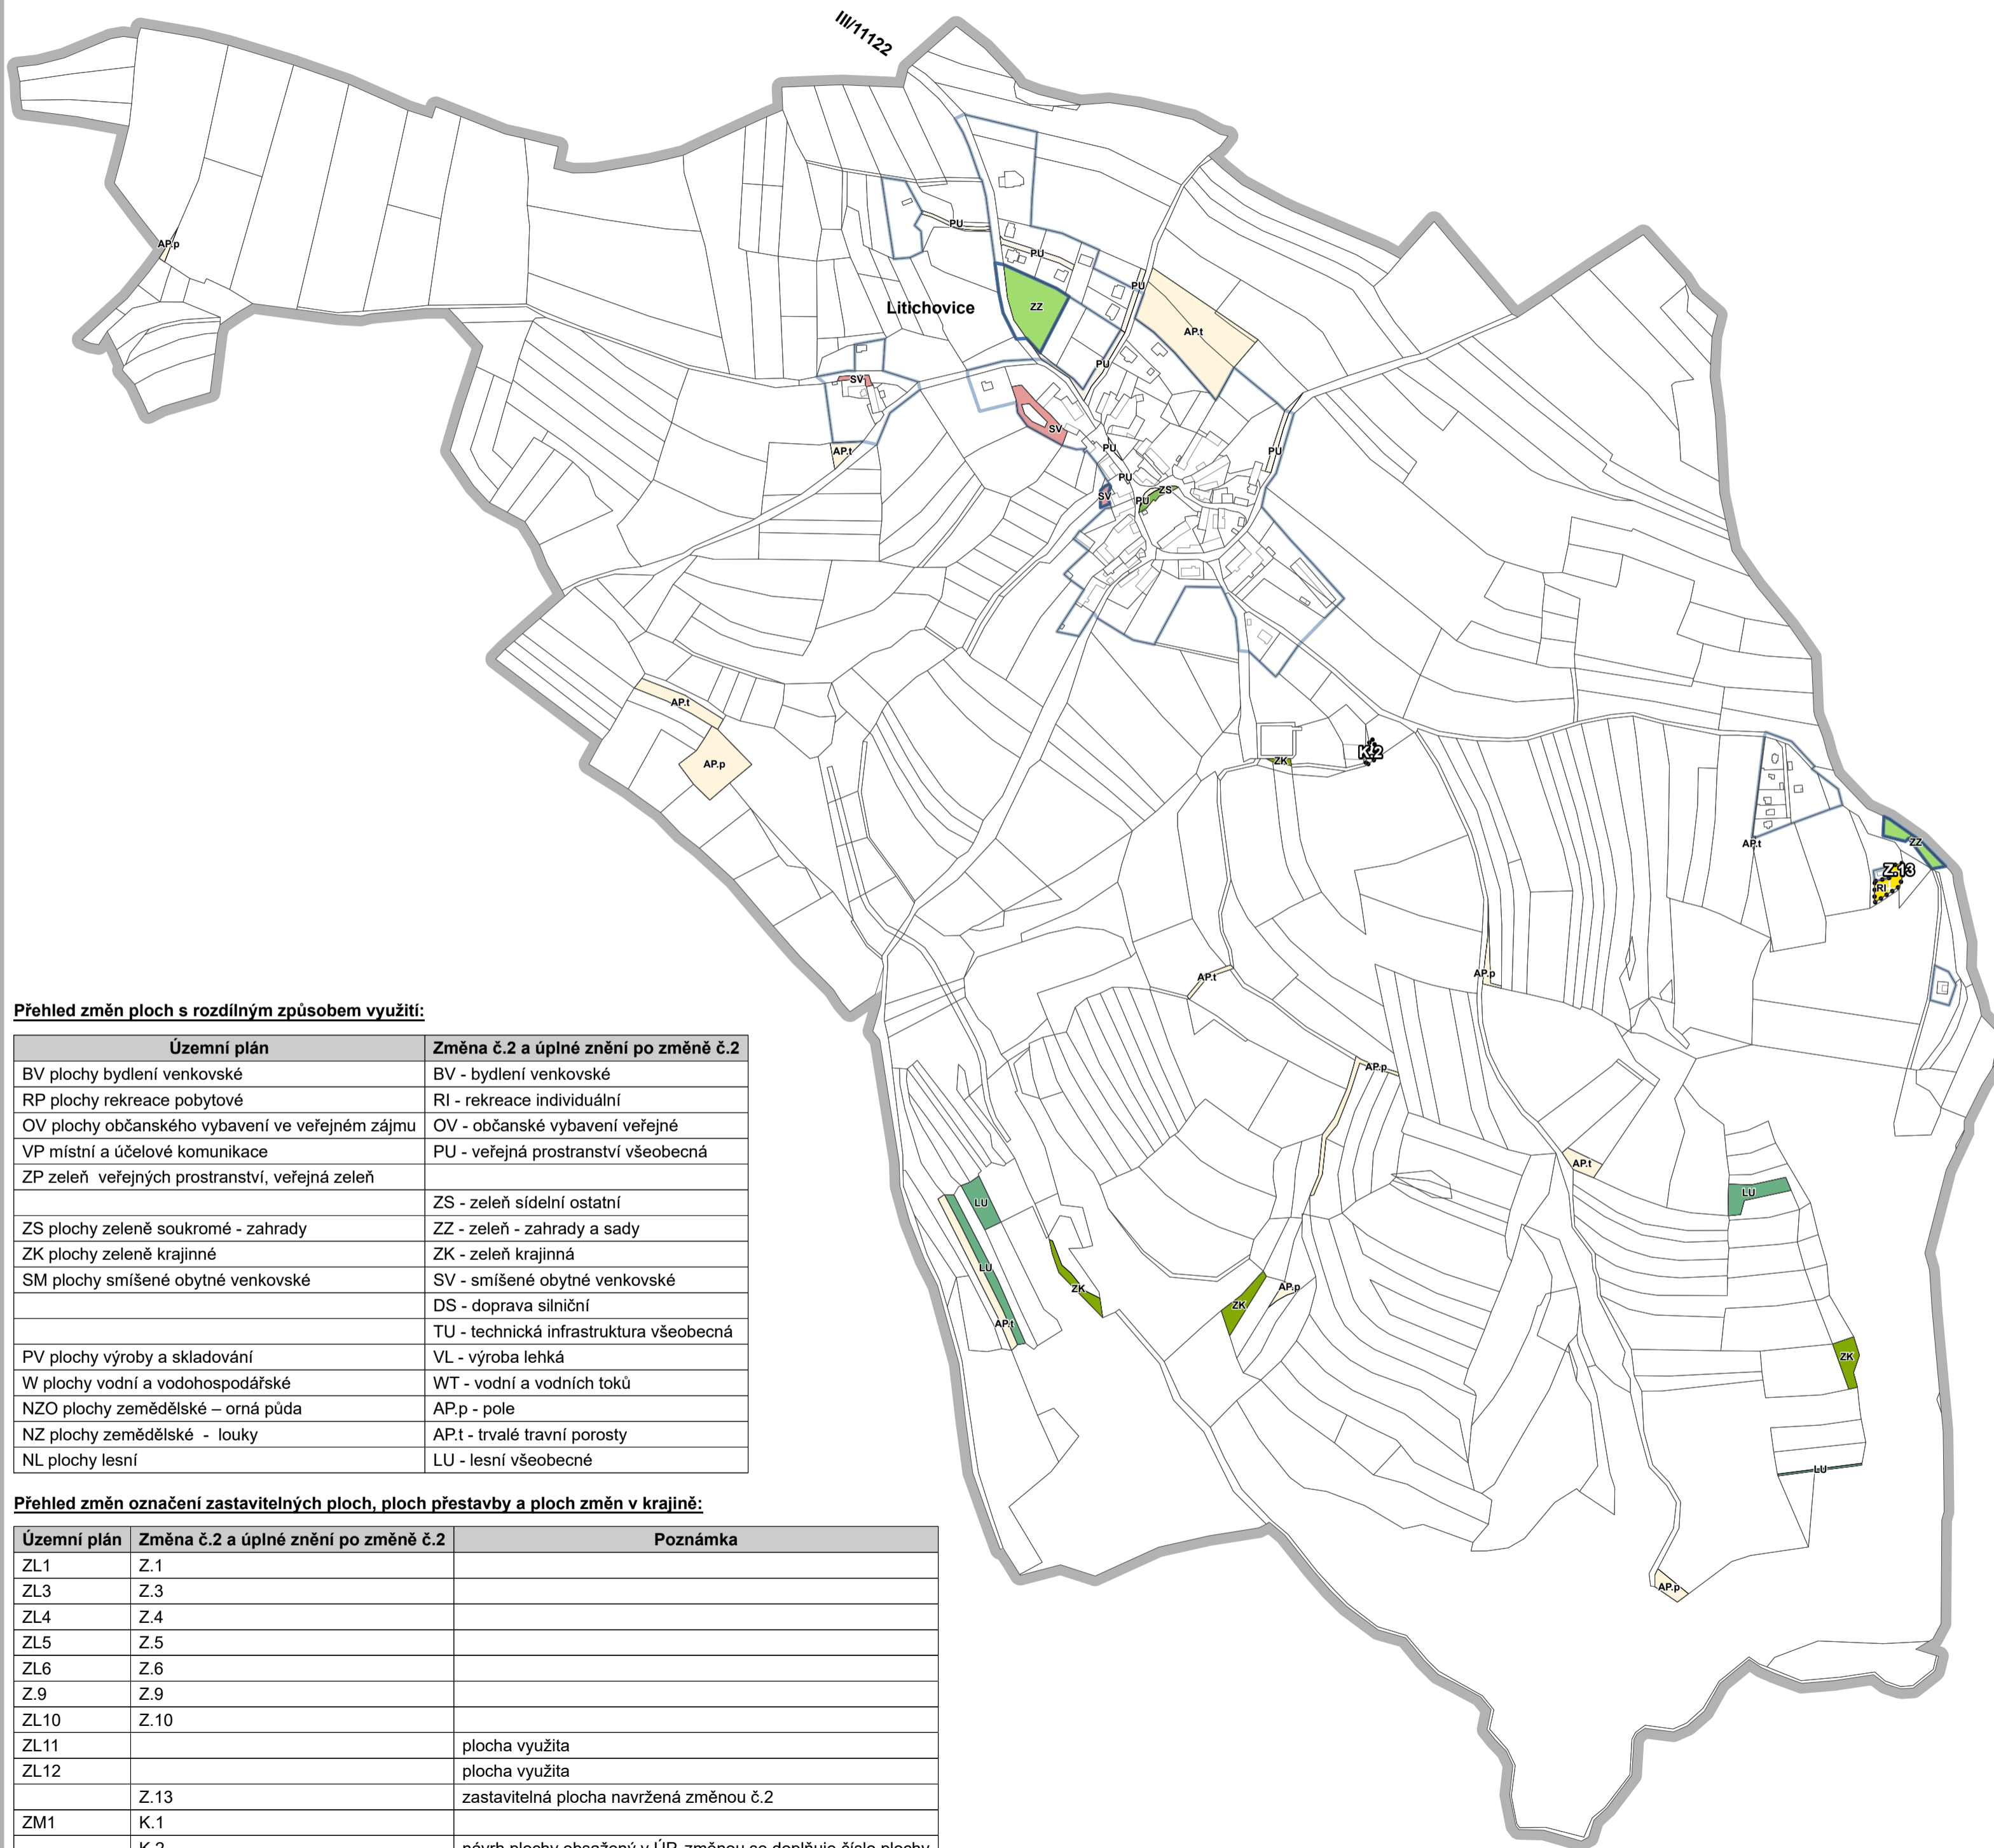 III/11122
PU
AP.p
PU
PU
Litichovice
ZZ
AP.t
PU
SV
SV
PU
PU
AP.t
PU
ZS
SV
PU
AP.t
K.2
ZK
AP.p
AP.t
ZZ
Z.13
RI
AP.t
AP.p
AP.p
AP.t
LU
LU
LU
ZK
AP.p
ZK
AP.t
ZK
LU
AP.p
Přehled změn ploch s rozdílným způsobem využití:
Územní plán Změna č.2 a úplné znění po změně č.2
BV plochy bydlení venkovské BV - bydlení venkovské
RP plochy rekreace pobytové RI - rekreace individuální
OV plochy občanského vybavení ve veřejném zájmu OV - občanské vybavení veřejné
VP místní a účelové komunikace PU - veřejná prostranství všeobecná
ZP zeleň veřejných prostranství, veřejná zeleň
ZS - zeleň sídelní ostatní
ZS plochy zeleně soukromé - zahrady ZZ - zeleň - zahrady a sady
ZK plochy zeleně krajinné ZK - zeleň krajinná
SM plochy smíšené obytné venkovské SV - smíšené obytné venkovské
DS - doprava silniční
TU - technická infrastruktura všeobecná
PV plochy výroby a skladování VL - výroba lehká
W plochy vodní a vodohospodářské WT - vodní a vodních toků
NZO plochy zemědělské – orná půda AP.p - pole
NZ plochy zemědělské - louky AP.t - trvalé travní porosty
NL plochy lesní LU - lesní všeobecné
Přehled změn označení zastavitelných ploch, ploch přestavby a ploch změn v krajině:
Územní plán Změna č.2 a úplné znění po změně č.2 Poznámka
ZL1 Z.1
ZL3 Z.3
ZL4 Z.4
ZL5 Z.5
ZL6 Z.6
Z.9 Z.9
ZL10 Z.10
ZL11 plocha využita
ZL12 plocha využita
Z.13 zastavitelná plocha navržená změnou č.2
ZM1 K.1
K.2 návrh plochy obsažený v ÚP, změnou se doplňuje číslo plochy